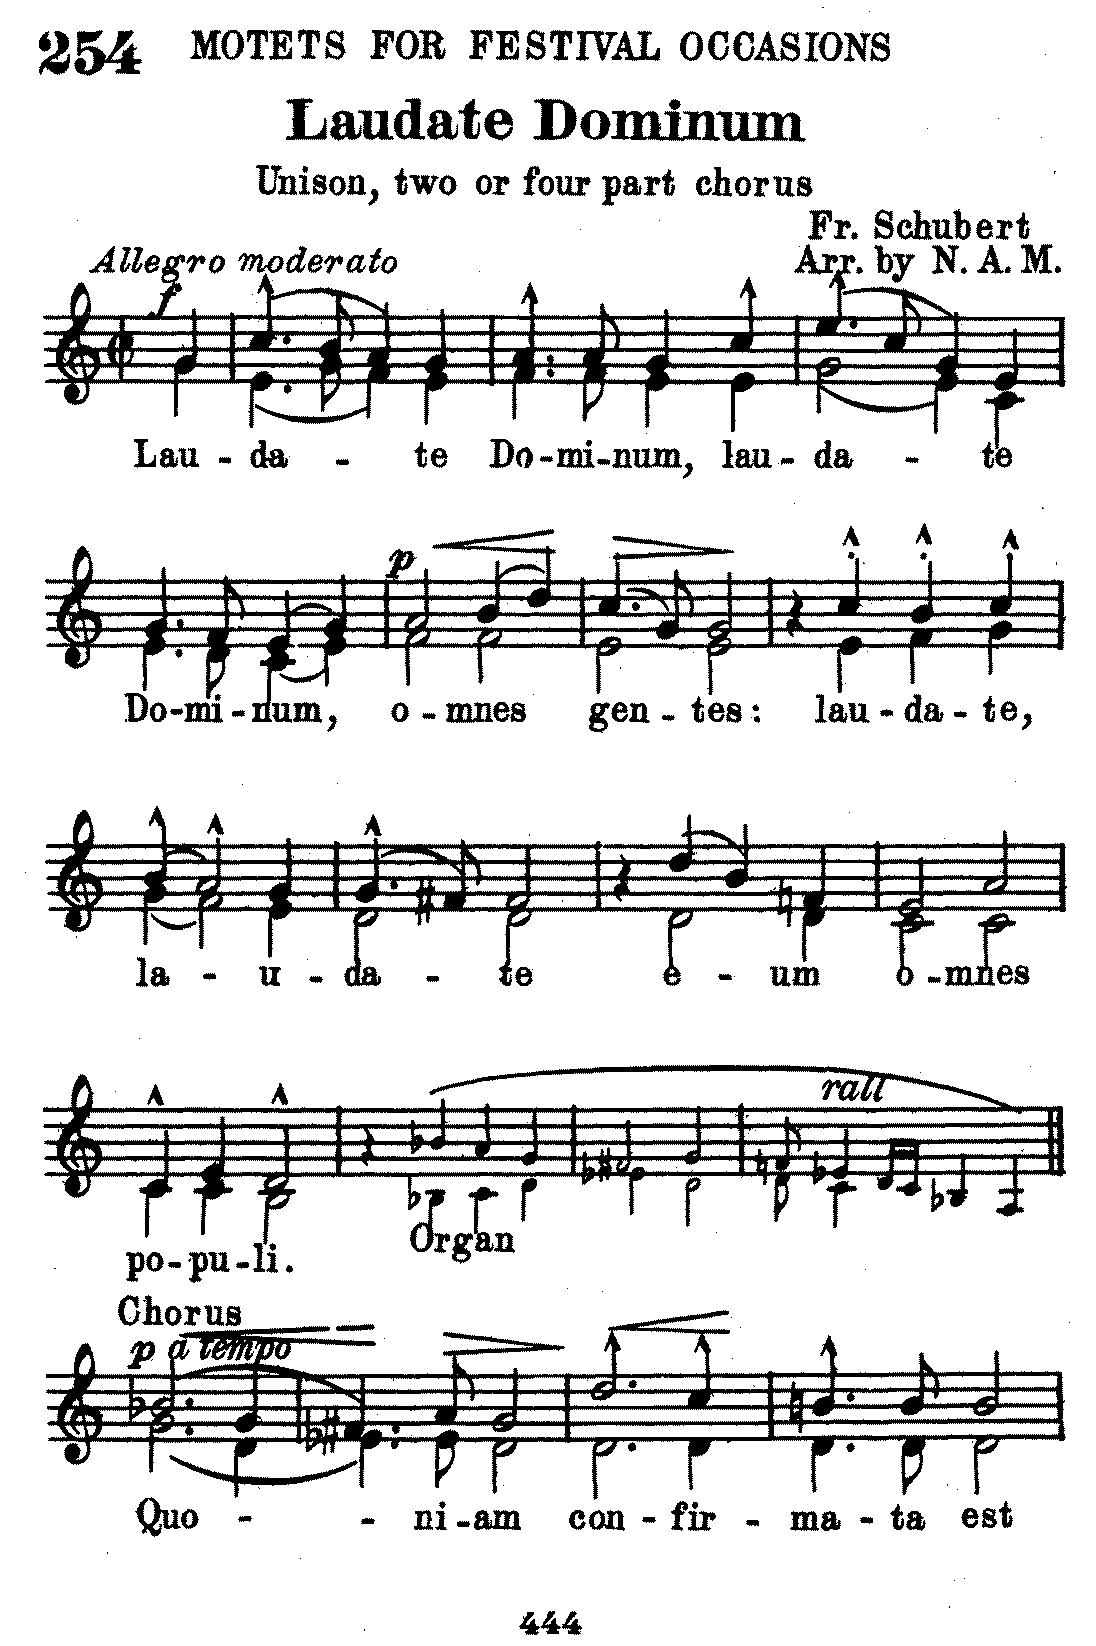 254 MOTETS FOR FESTIVAL OCCASIONS
Laudate Dominum
Unison, two or four part chorus
Fr. Schubert
Allegro moderato Arr. by N. A. M.
f
Lau - da - te Do-mi-num, lau - da - te
p
Do-mi-num, o - mnes gen - tes: lau - da - te,
la - u - da - te e - um o - mnes
rall
Organ
po - pu - li.
Chorus
p a tempo
Quo - - ni - am con - fir - ma - ta est
444